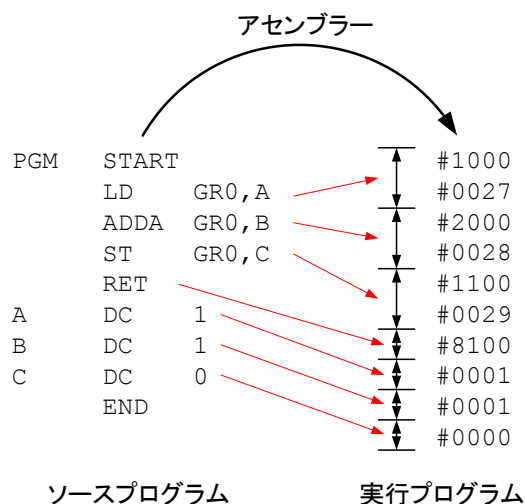 アセンブラー
PGM START #1000
LD GR0,A #0027
ADDA GR0,B #2000
ST GR0,C #0028
RET #1100
A DC 1 #0029
B DC 1 #8100
C DC 0 #0001
END #0001
#0000
ソースプログラム 実行プログラム